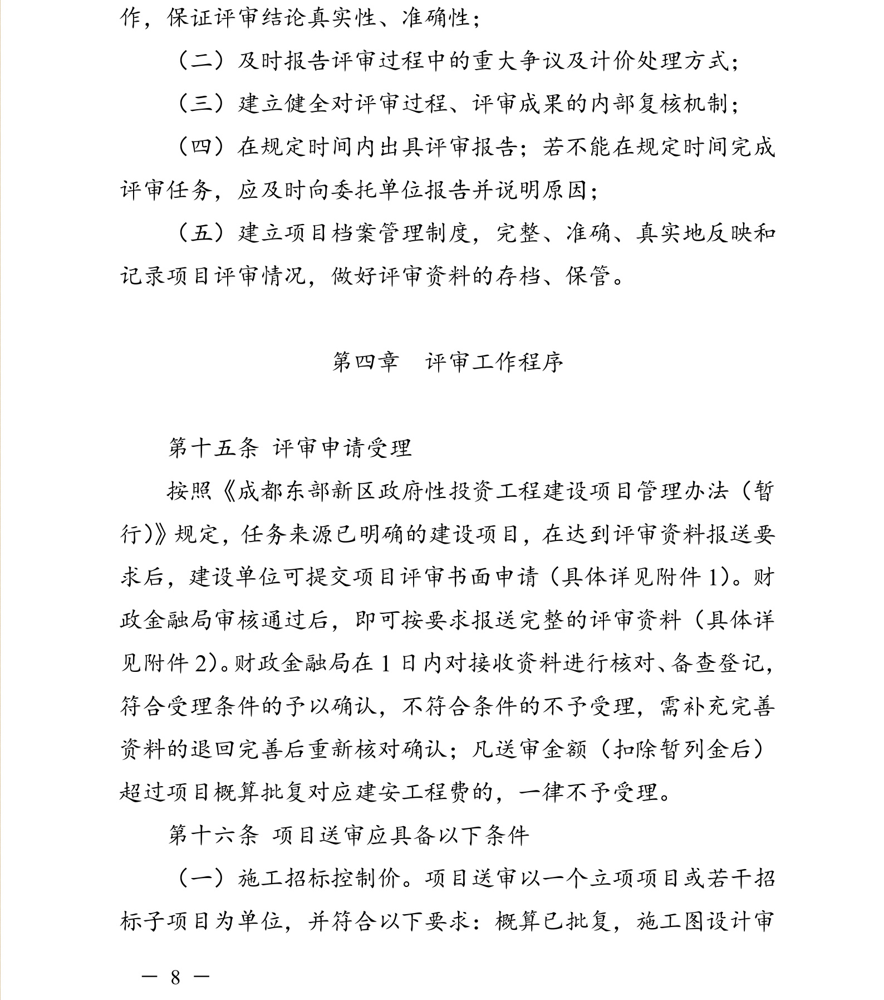 作，保证评审结论真实性、准确性；
（二）及时报告评审过程中的重大争议及计价处理方式；
（三）建立健全对评审过程、评审成果的内部复核机制；
（四）在规定时间内出具评审报告；若不能在规定时间完成
评审任务，应及时向委托单位报告并说明原因；
（五）建立项目档案管理制度，完整、准确、真实地反映和
记录项目评审情况，做好评审资料的存档、保管。
第四章　评审工作程序
第十五条 评审申请受理
按照《成都东部新区政府性投资工程建设项目管理办法（暂
行）》规定，任务来源已明确的建设项目，在达到评审资料报送要
求后，建设单位可提交项目评审书面申请（具体详见附件 1）。财
政金融局审核通过后，即可按要求报送完整的评审资料（具体详
见附件 2）。财政金融局在 1 日内对接收资料进行核对、备查登记，
符合受理条件的予以确认，不符合条件的不予受理，需补充完善
资料的退回完善后重新核对确认；凡送审金额（扣除暂列金后）
超过项目概算批复对应建安工程费的，一律不予受理。
第十六条 项目送审应具备以下条件
（一）施工招标控制价。项目送审以一个立项项目或若干招
标子项目为单位，并符合以下要求：概算已批复，施工图设计审
－ 8 －